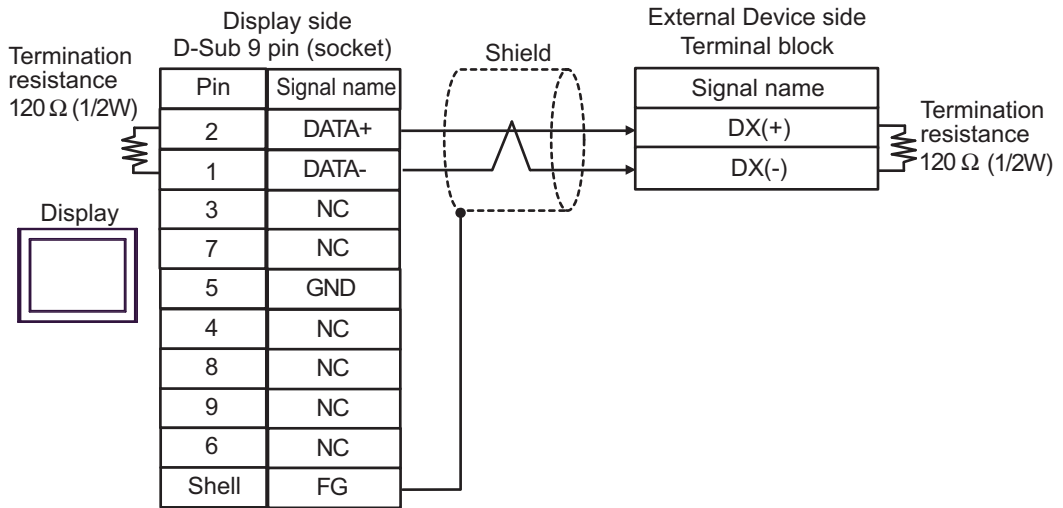 Display side
D-Sub 9 pin (socket)
Termination
resistance
120 Ω (1/2W)
Shield
External Device side
Terminal block
Pin Signal name
2 DATA+
1 DATA-
3 NC
7 NC
5 GND
4 NC
8 NC
9 NC
6 NC
Shell FG
Display
Signal name
DX(+)
DX(-)
Termination
resistance
120 Ω (1/2W)